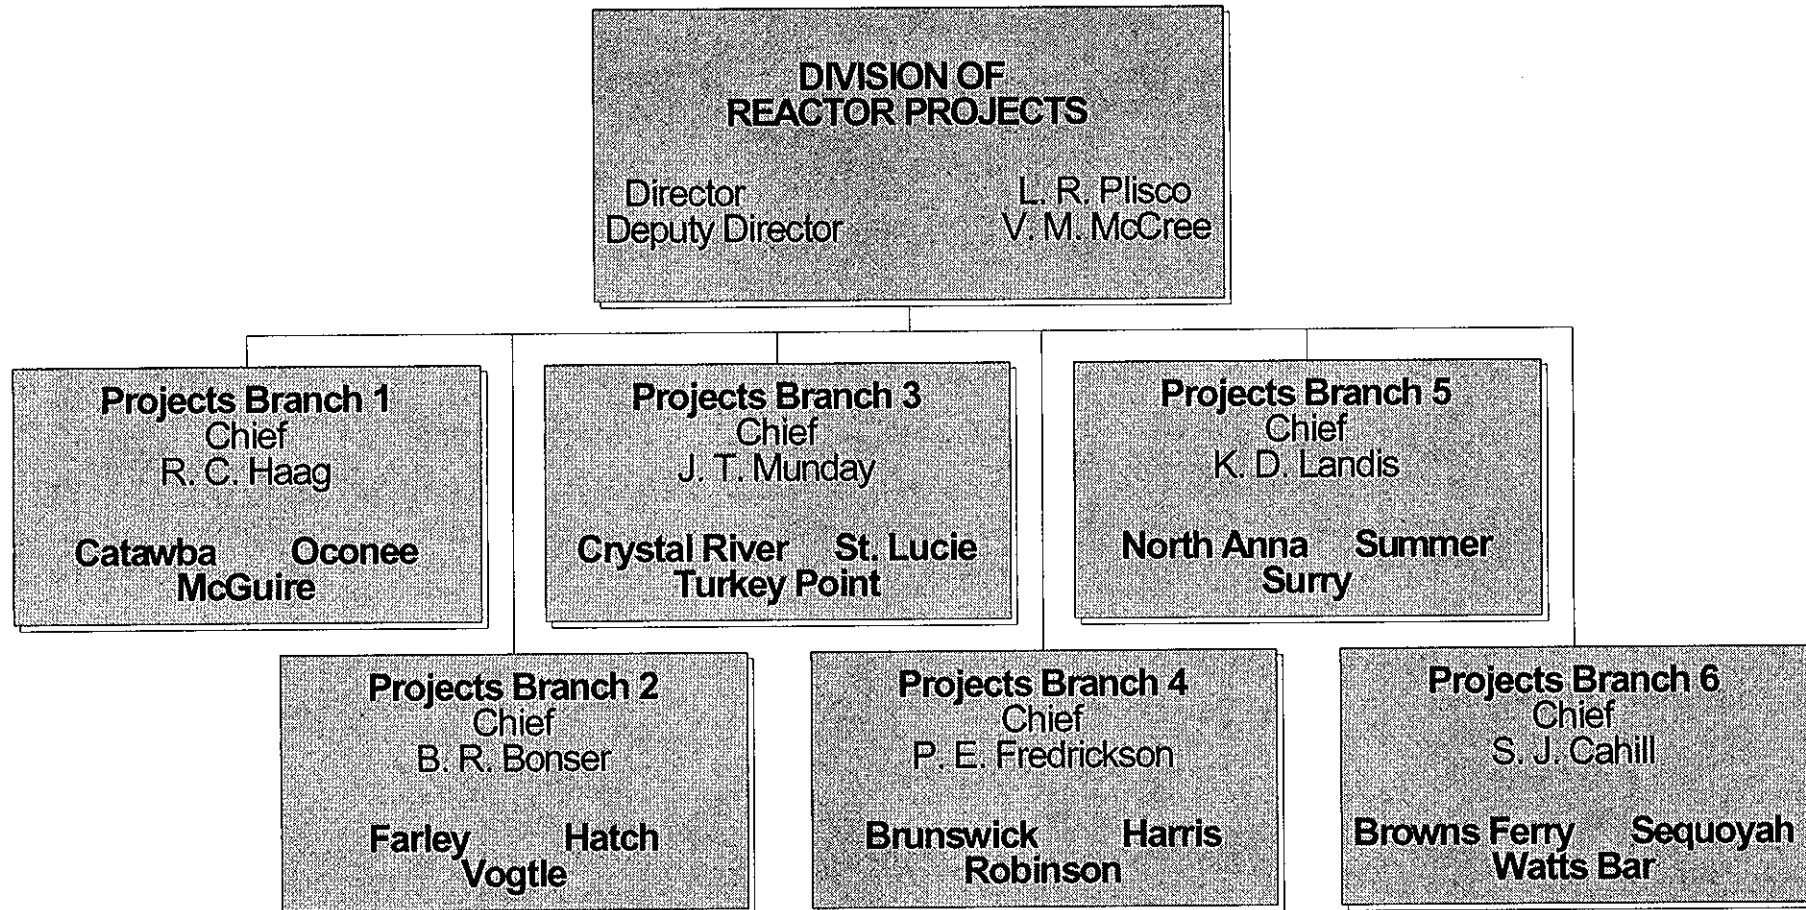 DIVISION OF
REACTOR PROJECTS
Director L. R. Plisco
Deputy Director V. M. McCree
Projects Branch 1
Chief
R. C. Haag
Catawba Oconee
McGuire
Projects Branch 3
Chief
J. T. Munday
Crystal River St. Lucie
Turkey Point
Projects Branch 5
Chief
K. D. Landis
North Anna Summer
Surry
Projects Branch 2
Chief
B. R. Bonser
Farley Hatch
Vogtle
Projects Branch 4
Chief
P. E. Fredrickson
Brunswick Harris
Robinson
Projects Branch 6
Chief
S. J. Cahill
Browns Ferry Sequoyah
Watts Bar